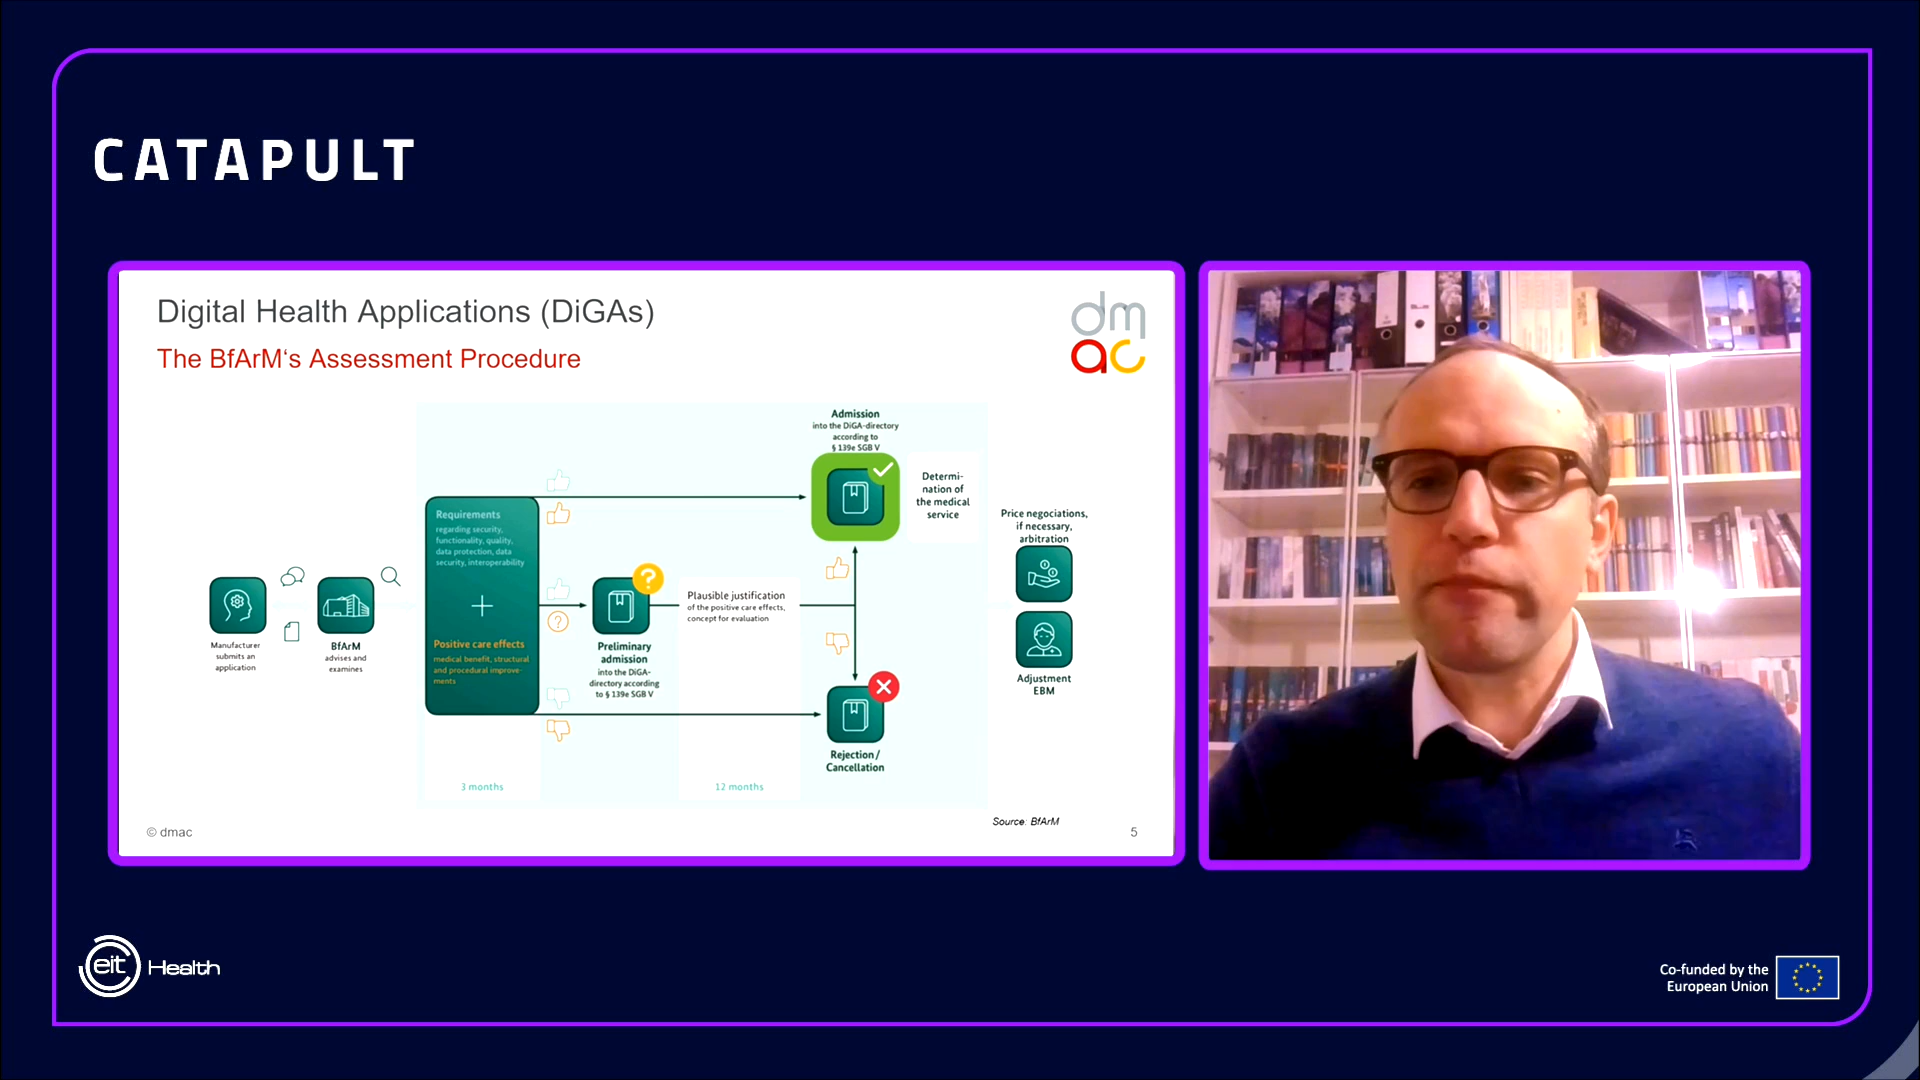 CATAPULT
Digital Health Applications (DiGAs)
The BfArM‘s Assessment Procedure
dm
ac
Manufacturer
submits an
application
BfArM
advises and
examines
Requirements
regarding security,
functionality, quality,
data protection, data
security, interoperability
Positive care effects
medical benefit, structural
and procedural improve-
ments
3 months
?
?
Preliminary
admission
into the DiGA-
directory according
to § 139e SGB V
Plausible justification
of the positive care effects,
concept for evaluation
12 months
Admission
into the DiGA-directory
according to
§ 139e SGB V
Determi-
nation of
the medical
service
Rejection /
Cancellation
Price negotiations,
if necessary,
arbitration
Adjustment
EBM
Source: BfArM
© dmac
5
eit Health
Co-funded by the
European Union